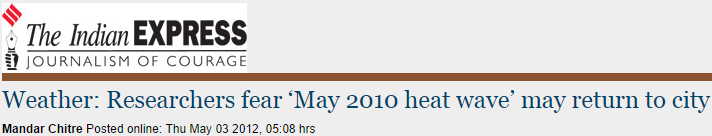 The Indian EXPRESS
JOURNALISM OF COURAGE
Weather: Researchers fear ‘May 2010 heat wave’ may return to city
Mandar Chitre Posted online: Thu May 03 2012, 05:08 hrs